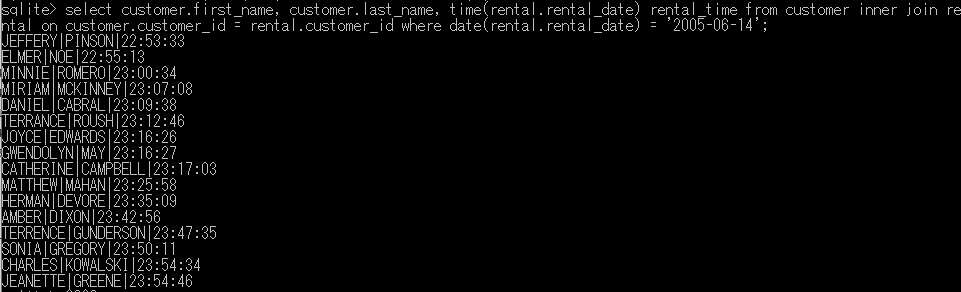 sqlite> select customer.first_name, customer.last_name, time(rental.rental_date) rental_time from customer inner join re
ntal on customer.customer_id = rental.customer_id where date(rental.rental_date) = '2005-06-14';
JEFFERY|PINSON|22:53:33
ELMER|NOE|22:55:13
MINNIE|ROMERO|23:00:34
MIRIAM|MCKINNEY|23:07:08
DANIEL|CABRAL|23:09:38
TERRANCE|ROUSH|23:12:46
JOYCE|EDWARDS|23:16:26
GWENDOLYN|MAY|23:16:27
CATHERINE|CAMPBELL|23:17:03
MATTHEW|MAHAN|23:25:58
HERMAN|DEVORE|23:35:09
AMBER|DIXON|23:42:56
TERRENCE|GUNDERSON|23:47:35
SONIA|GREGORY|23:50:11
CHARLES|KOWALSKI|23:54:34
JEANETTE|GREENE|23:54:46